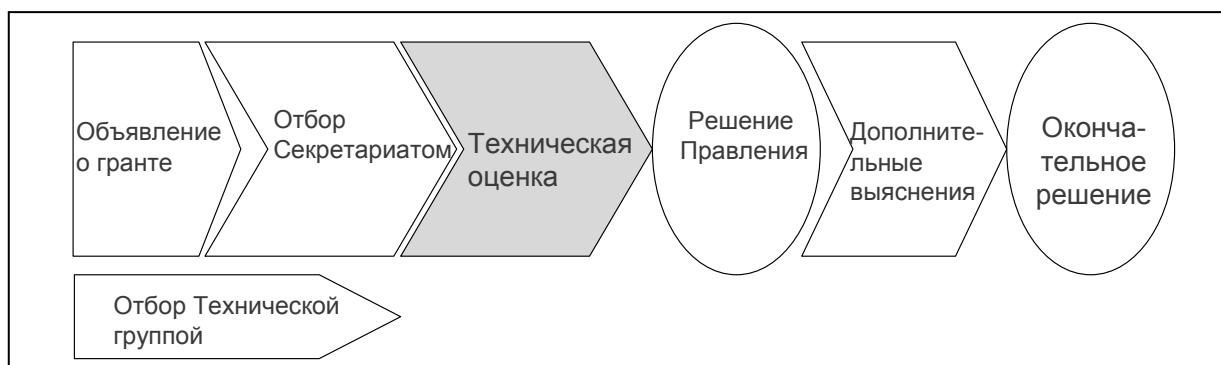 Объявление
о гранте
Отбор
Секретариатом
Техническая
оценка
Решение
Правления
Дополните-
льные
выяснения
Оконча-
тельное
решение
Отбор Технической
группой